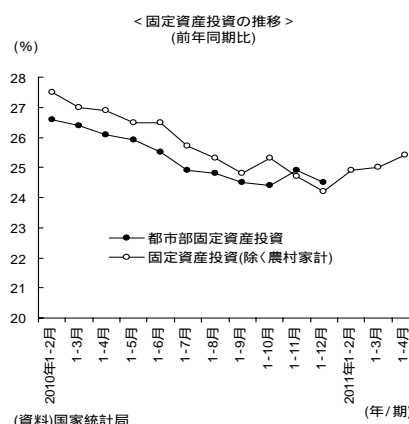 <固定資産投資の推移>
(前年同期比)
(%)
28
27
26
25
24
23
22
21
20
都市部固定資産投資
固定資産投資(除く農村家計)
2010年1-2月
1-3月
1-4月
1-5月
1-6月
1-7月
1-8月
1-9月
1-10月
1-11月
1-12月
2011年1-2月
1-3月
1-4月
(年/期)
(資料)国家統計局